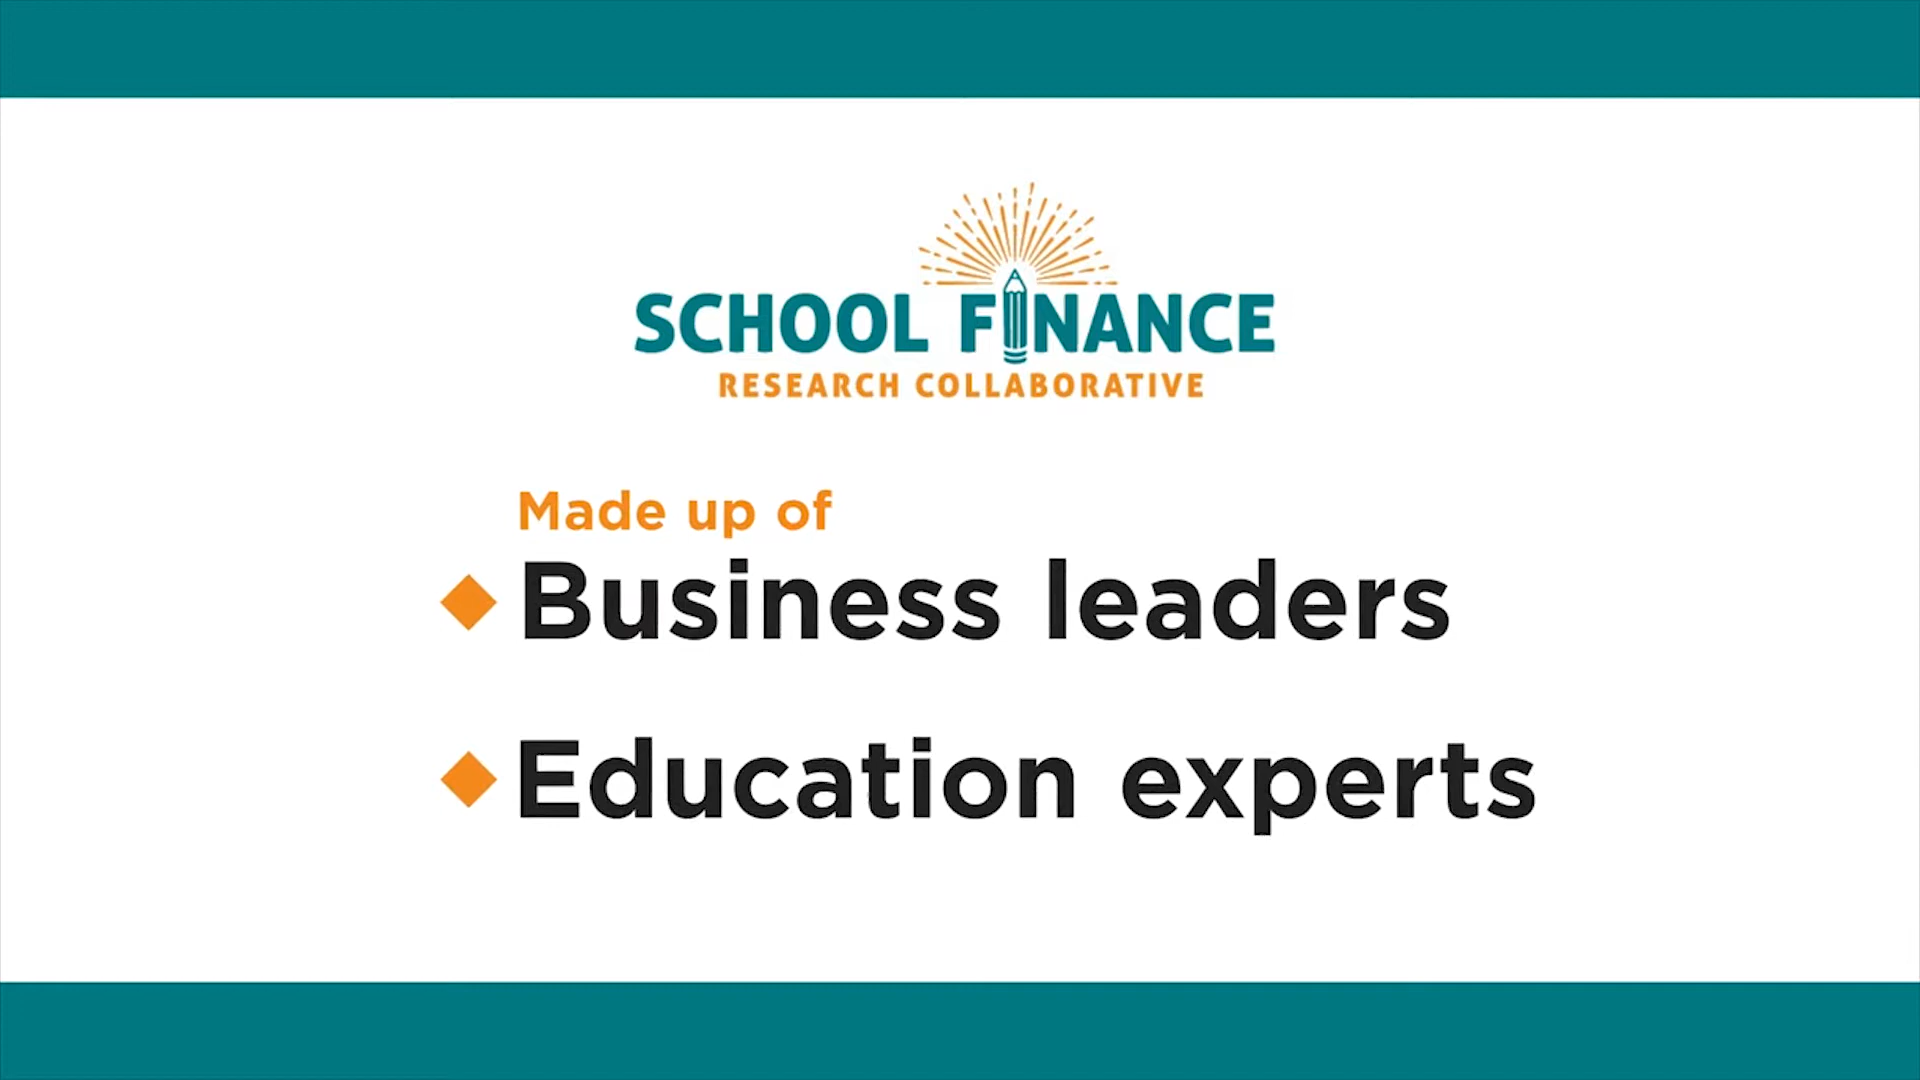 SCHOOL FINANCE
RESEARCH COLLABORATIVE
Made up of
Business leaders
Education experts